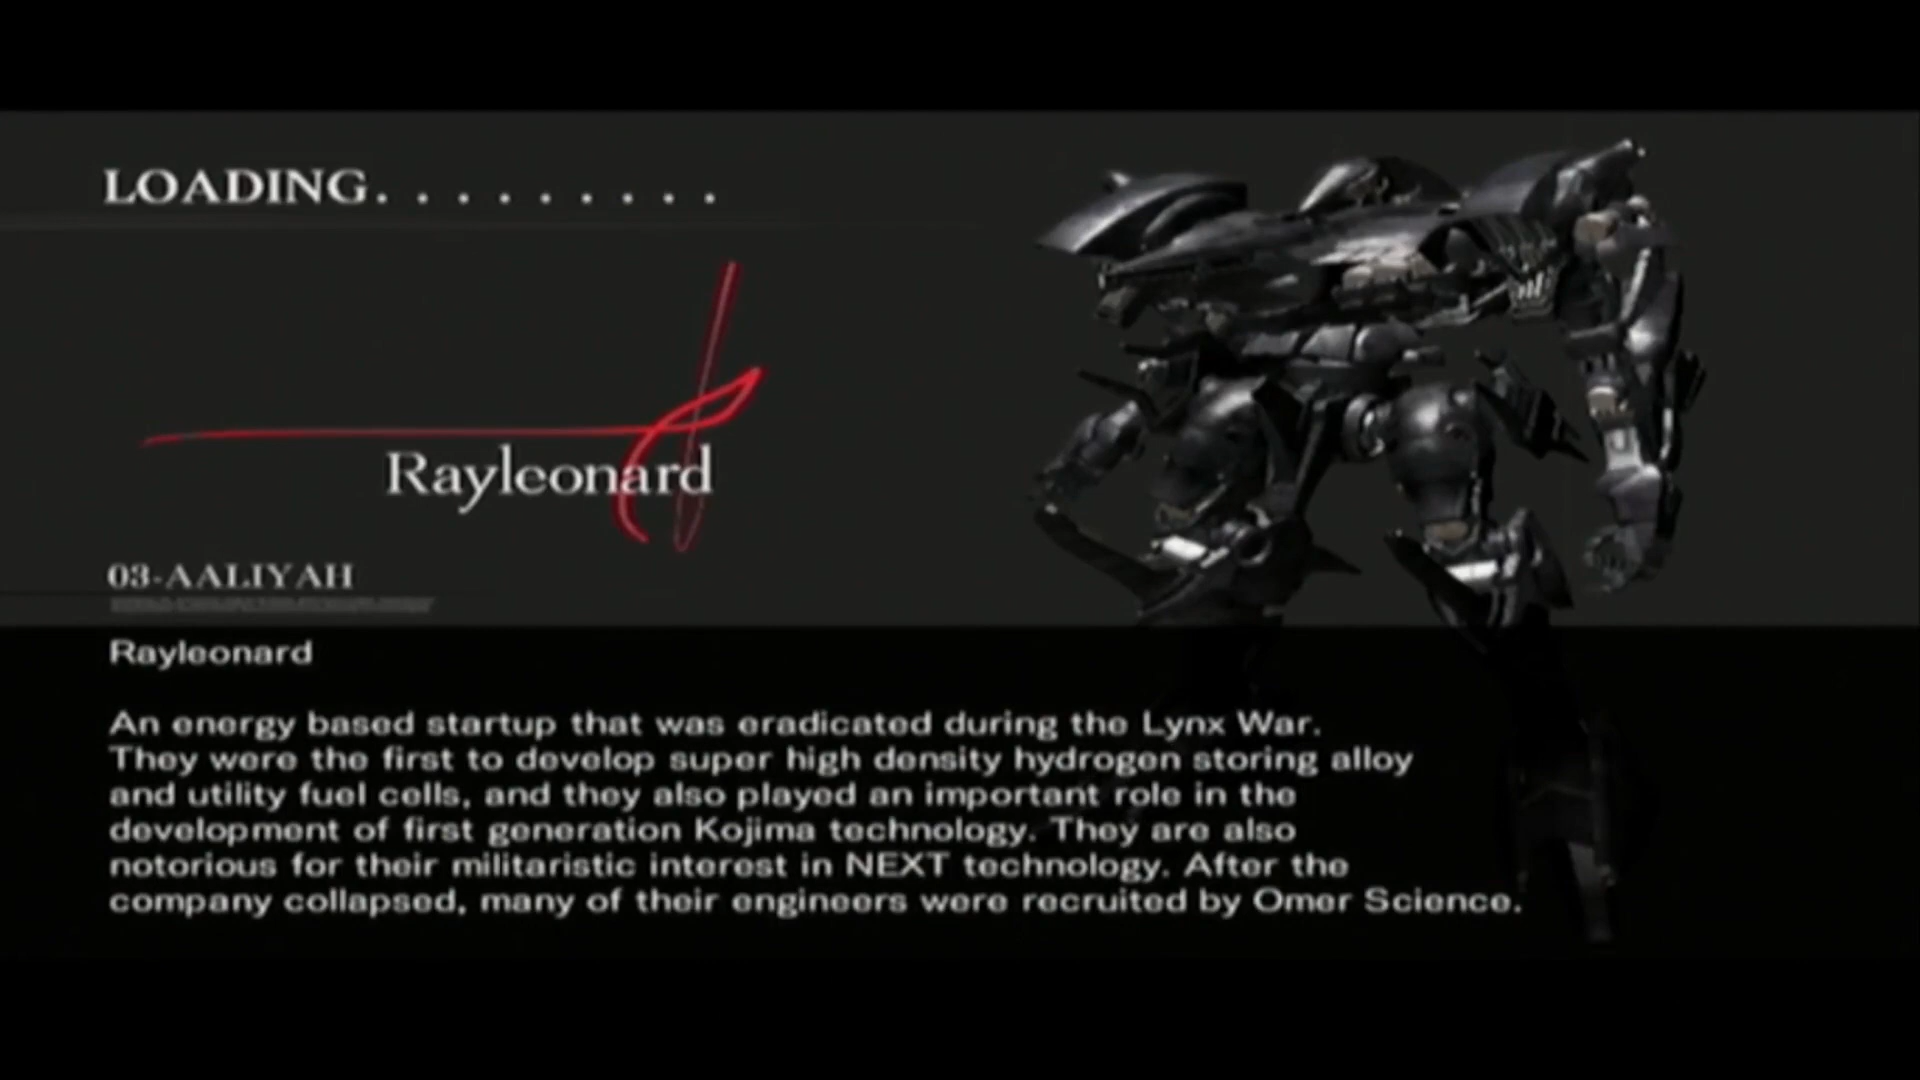 LOADING..........
Rayleonard
03-AALIYAH
Rayleonard
An energy based startup that was eradicated during the Lynx War.
They were the first to develop super high density hydrogen storing alloy
and utility fuel cells, and they also played an important role in the
development of first generation Kojima technology. They are also
notorious for their militaristic interest in NEXT technology. After the
company collapsed, many of their engineers were recruited by Omer Science.